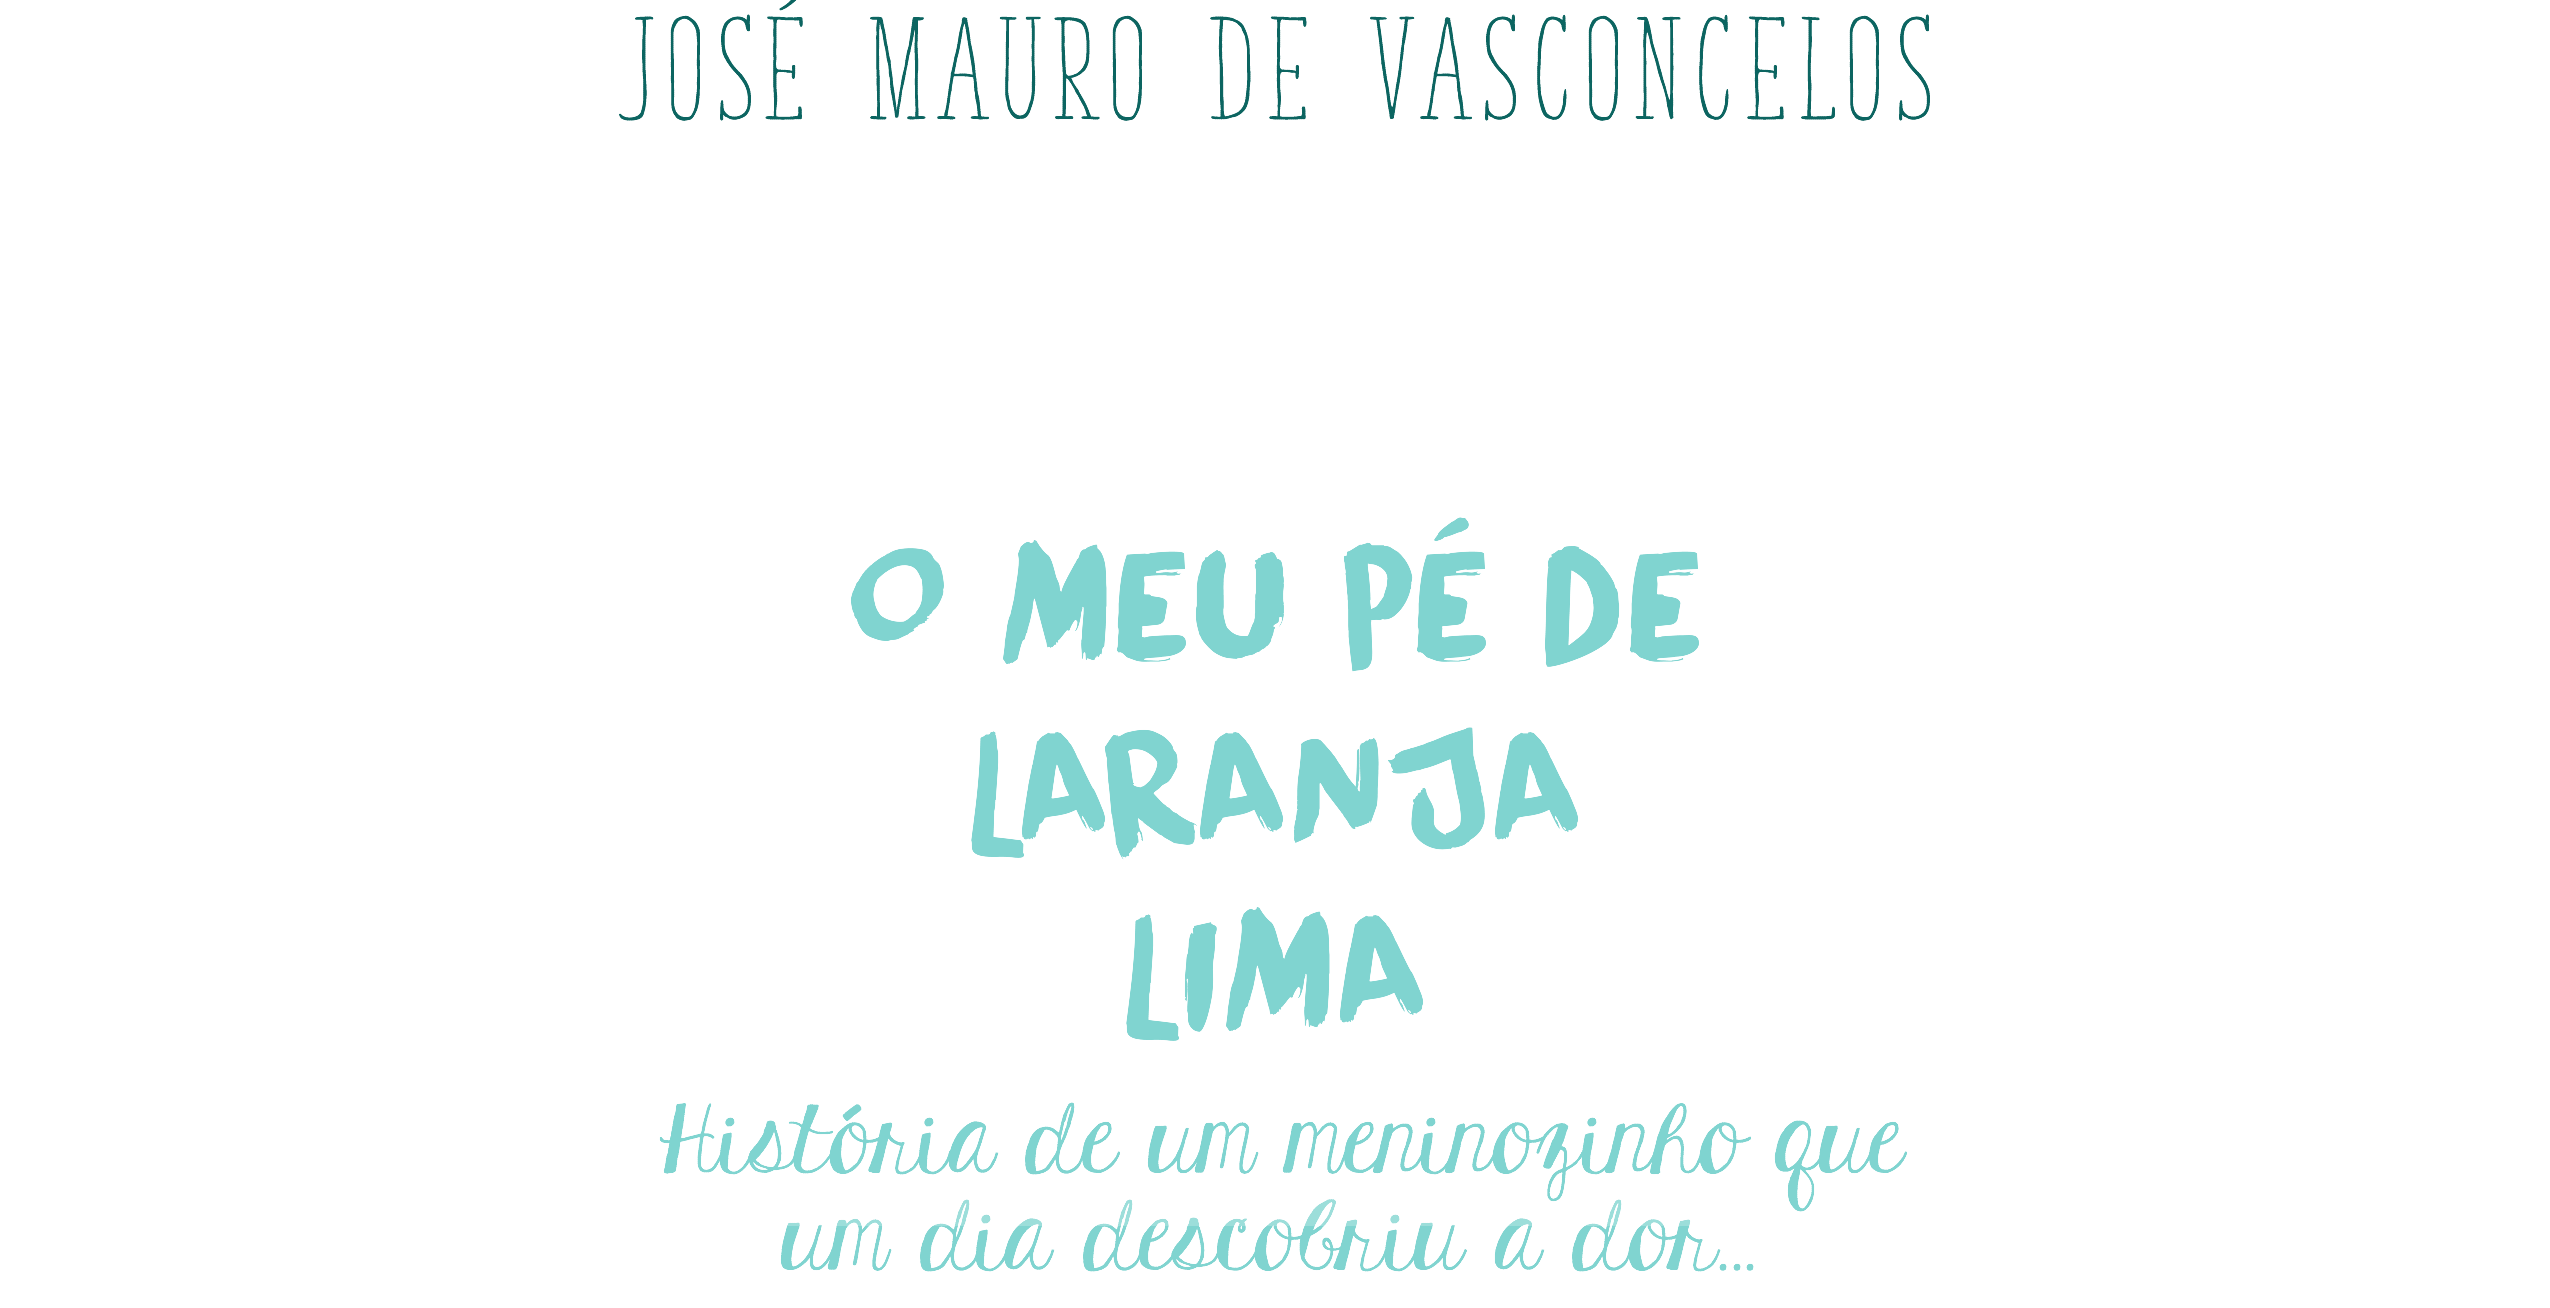 JOSÉ MAURO DE VASCONCELOS
O MEU PÉ DE
LARANJA
LIMA
História de um meninozinho que
um dia descobriu a dor...